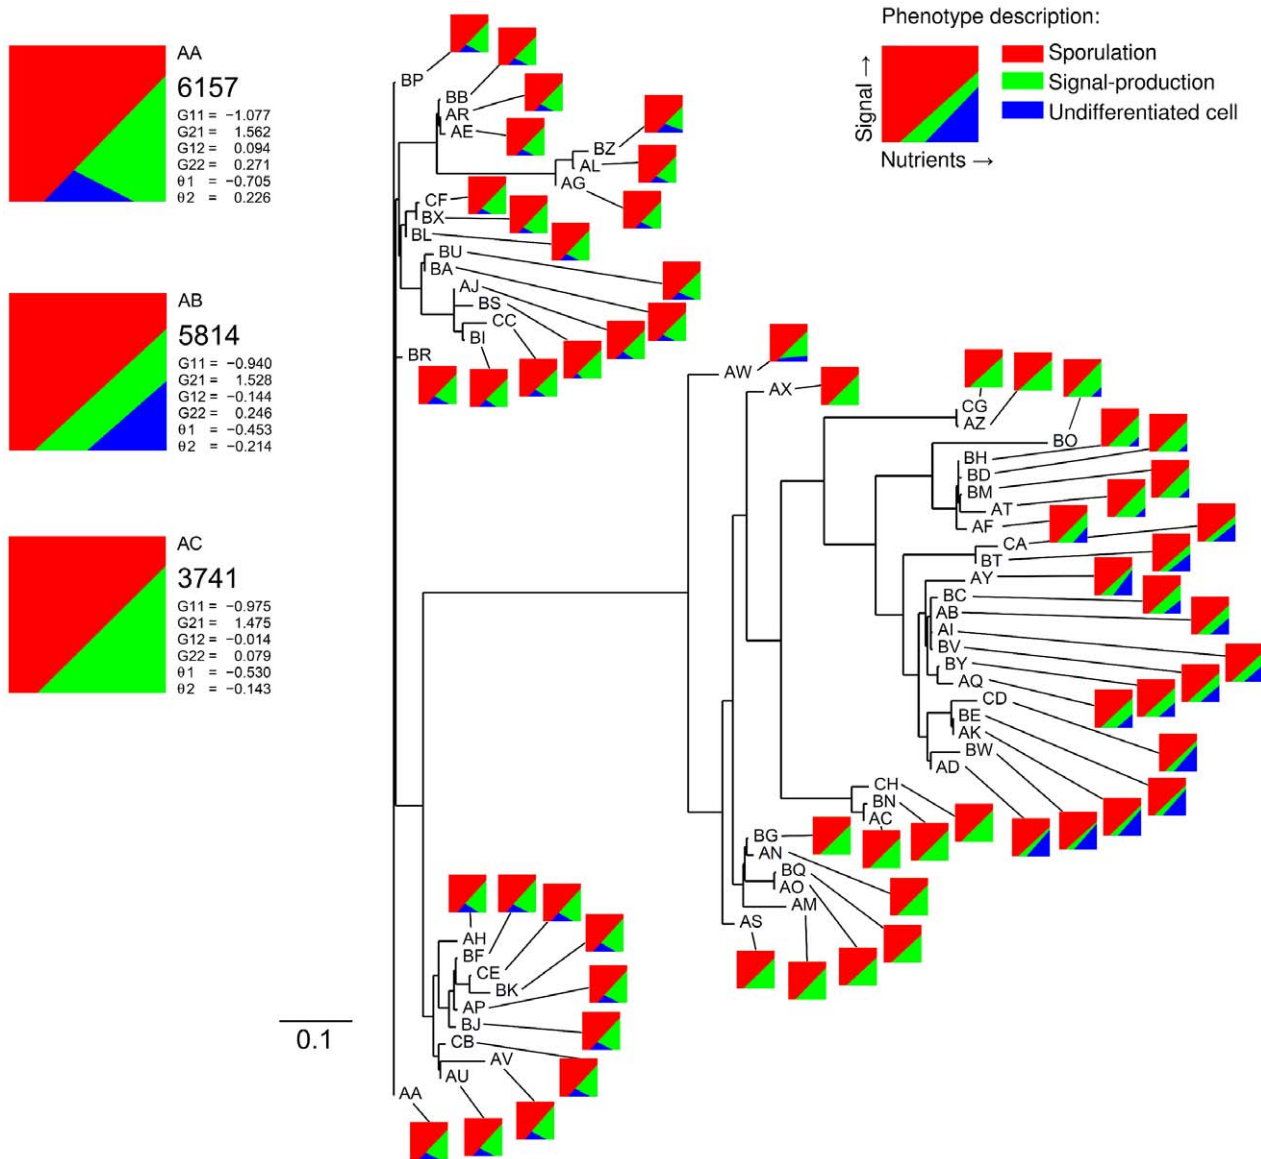 AA
6157
G11 = −1.077
G21 = 1.562
G12 = 0.094
G22 = 0.271
θ1 = −0.705
θ2 = 0.226
AB
5814
G11 = −0.940
G21 = 1.528
G12 = −0.144
G22 = 0.246
θ1 = −0.453
θ2 = −0.214
AC
3741
G11 = −0.975
G21 = 1.475
G12 = −0.014
G22 = 0.079
θ1 = −0.530
θ2 = −0.143
Phenotype description:
Signal →
Nutrients →
Sporulation
Signal-production
Undifferentiated cell
BP
BB
AR
AE
BZ
AL
AG
CF
BX
BL
BU
BA
AJ
BS
CC
BI
BR
AW
AX
CG
AZ
BO
BH
BD
BM
AT
AF
CA
BT
AY
BC
AB
AI
BV
BY
AQ
CD
BE
AK
BW
AD
CH
BN
AC
BG
AN
BQ
AO
AM
AS
AH
BF
CE
BK
AP
BJ
CB
AV
AU
AA
0.1